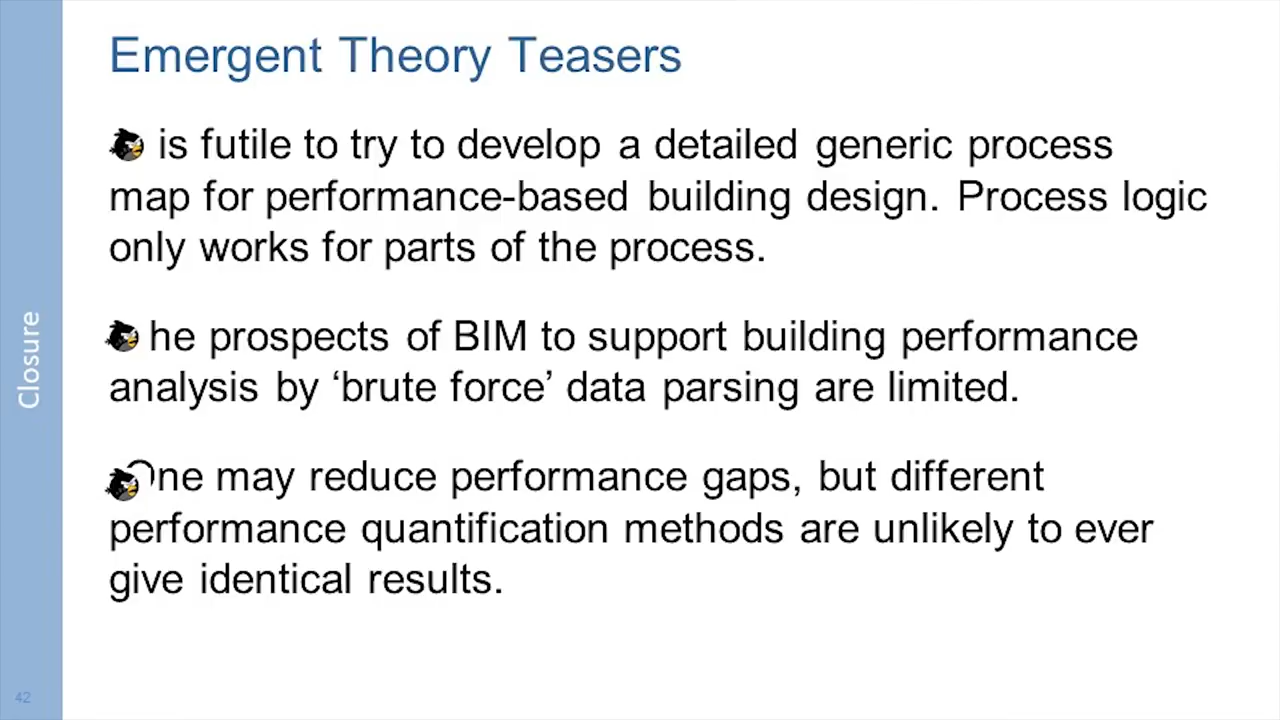 Emergent Theory Teasers
is futile to try to develop a detailed generic process
map for performance-based building design. Process logic
only works for parts of the process.
he prospects of BIM to support building performance
analysis by ‘brute force’ data parsing are limited.
One may reduce performance gaps, but different
performance quantification methods are unlikely to ever
give identical results.
Closure
42